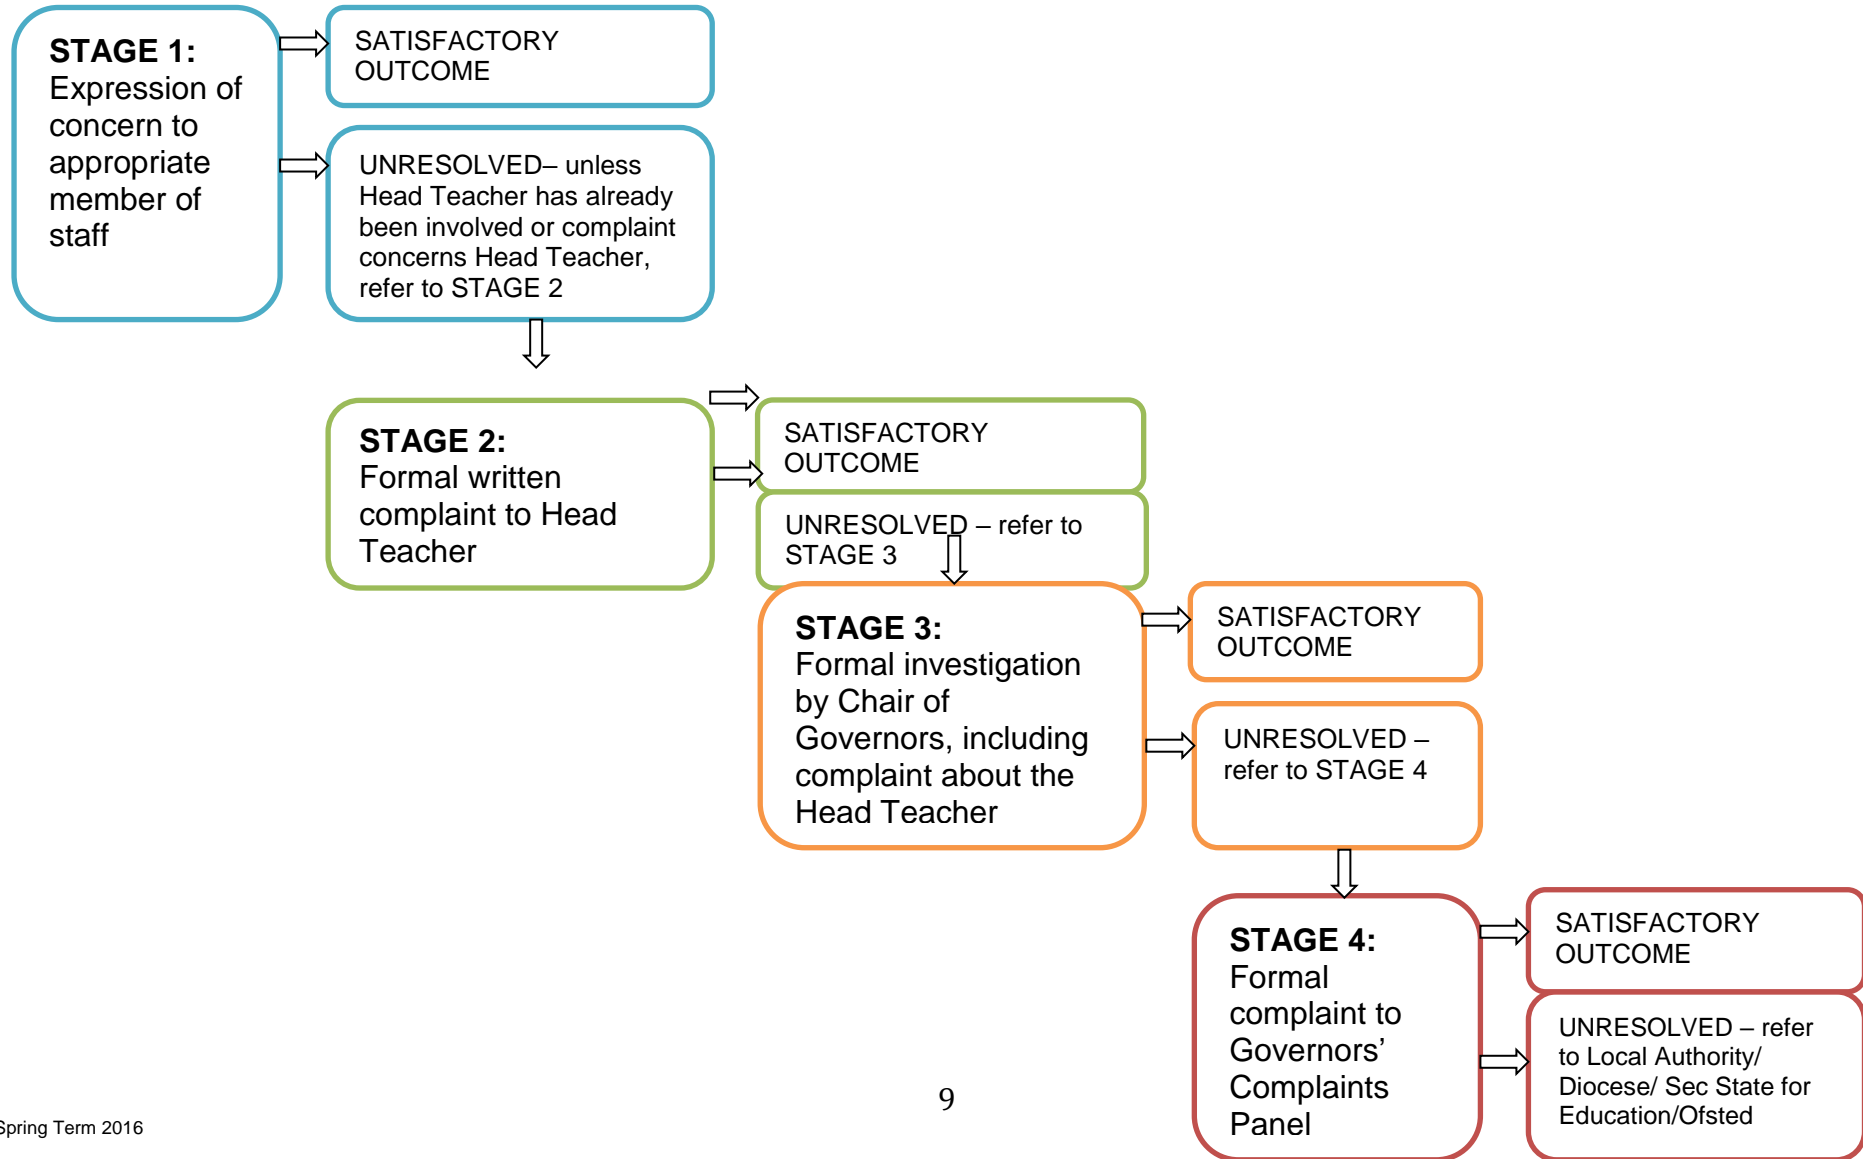 STAGE 1:
Expression of
concern to
appropriate
member of
staff
SATISFACTORY
OUTCOME
UNRESOLVED– unless
Head Teacher has already
been involved or complaint
concerns Head Teacher,
refer to STAGE 2
STAGE 2:
Formal written
complaint to Head
Teacher
SATISFACTORY
OUTCOME
UNRESOLVED – refer to
STAGE 3
STAGE 3:
Formal investigation
by Chair of
Governors, including
complaint about the
Head Teacher
SATISFACTORY
OUTCOME
UNRESOLVED –
refer to STAGE 4
STAGE 4:
Formal
complaint to
Governors’
Complaints
Panel
SATISFACTORY
OUTCOME
UNRESOLVED – refer
to Local Authority/
Diocese/ Sec State for
Education/Ofsted
9
Spring Term 2016